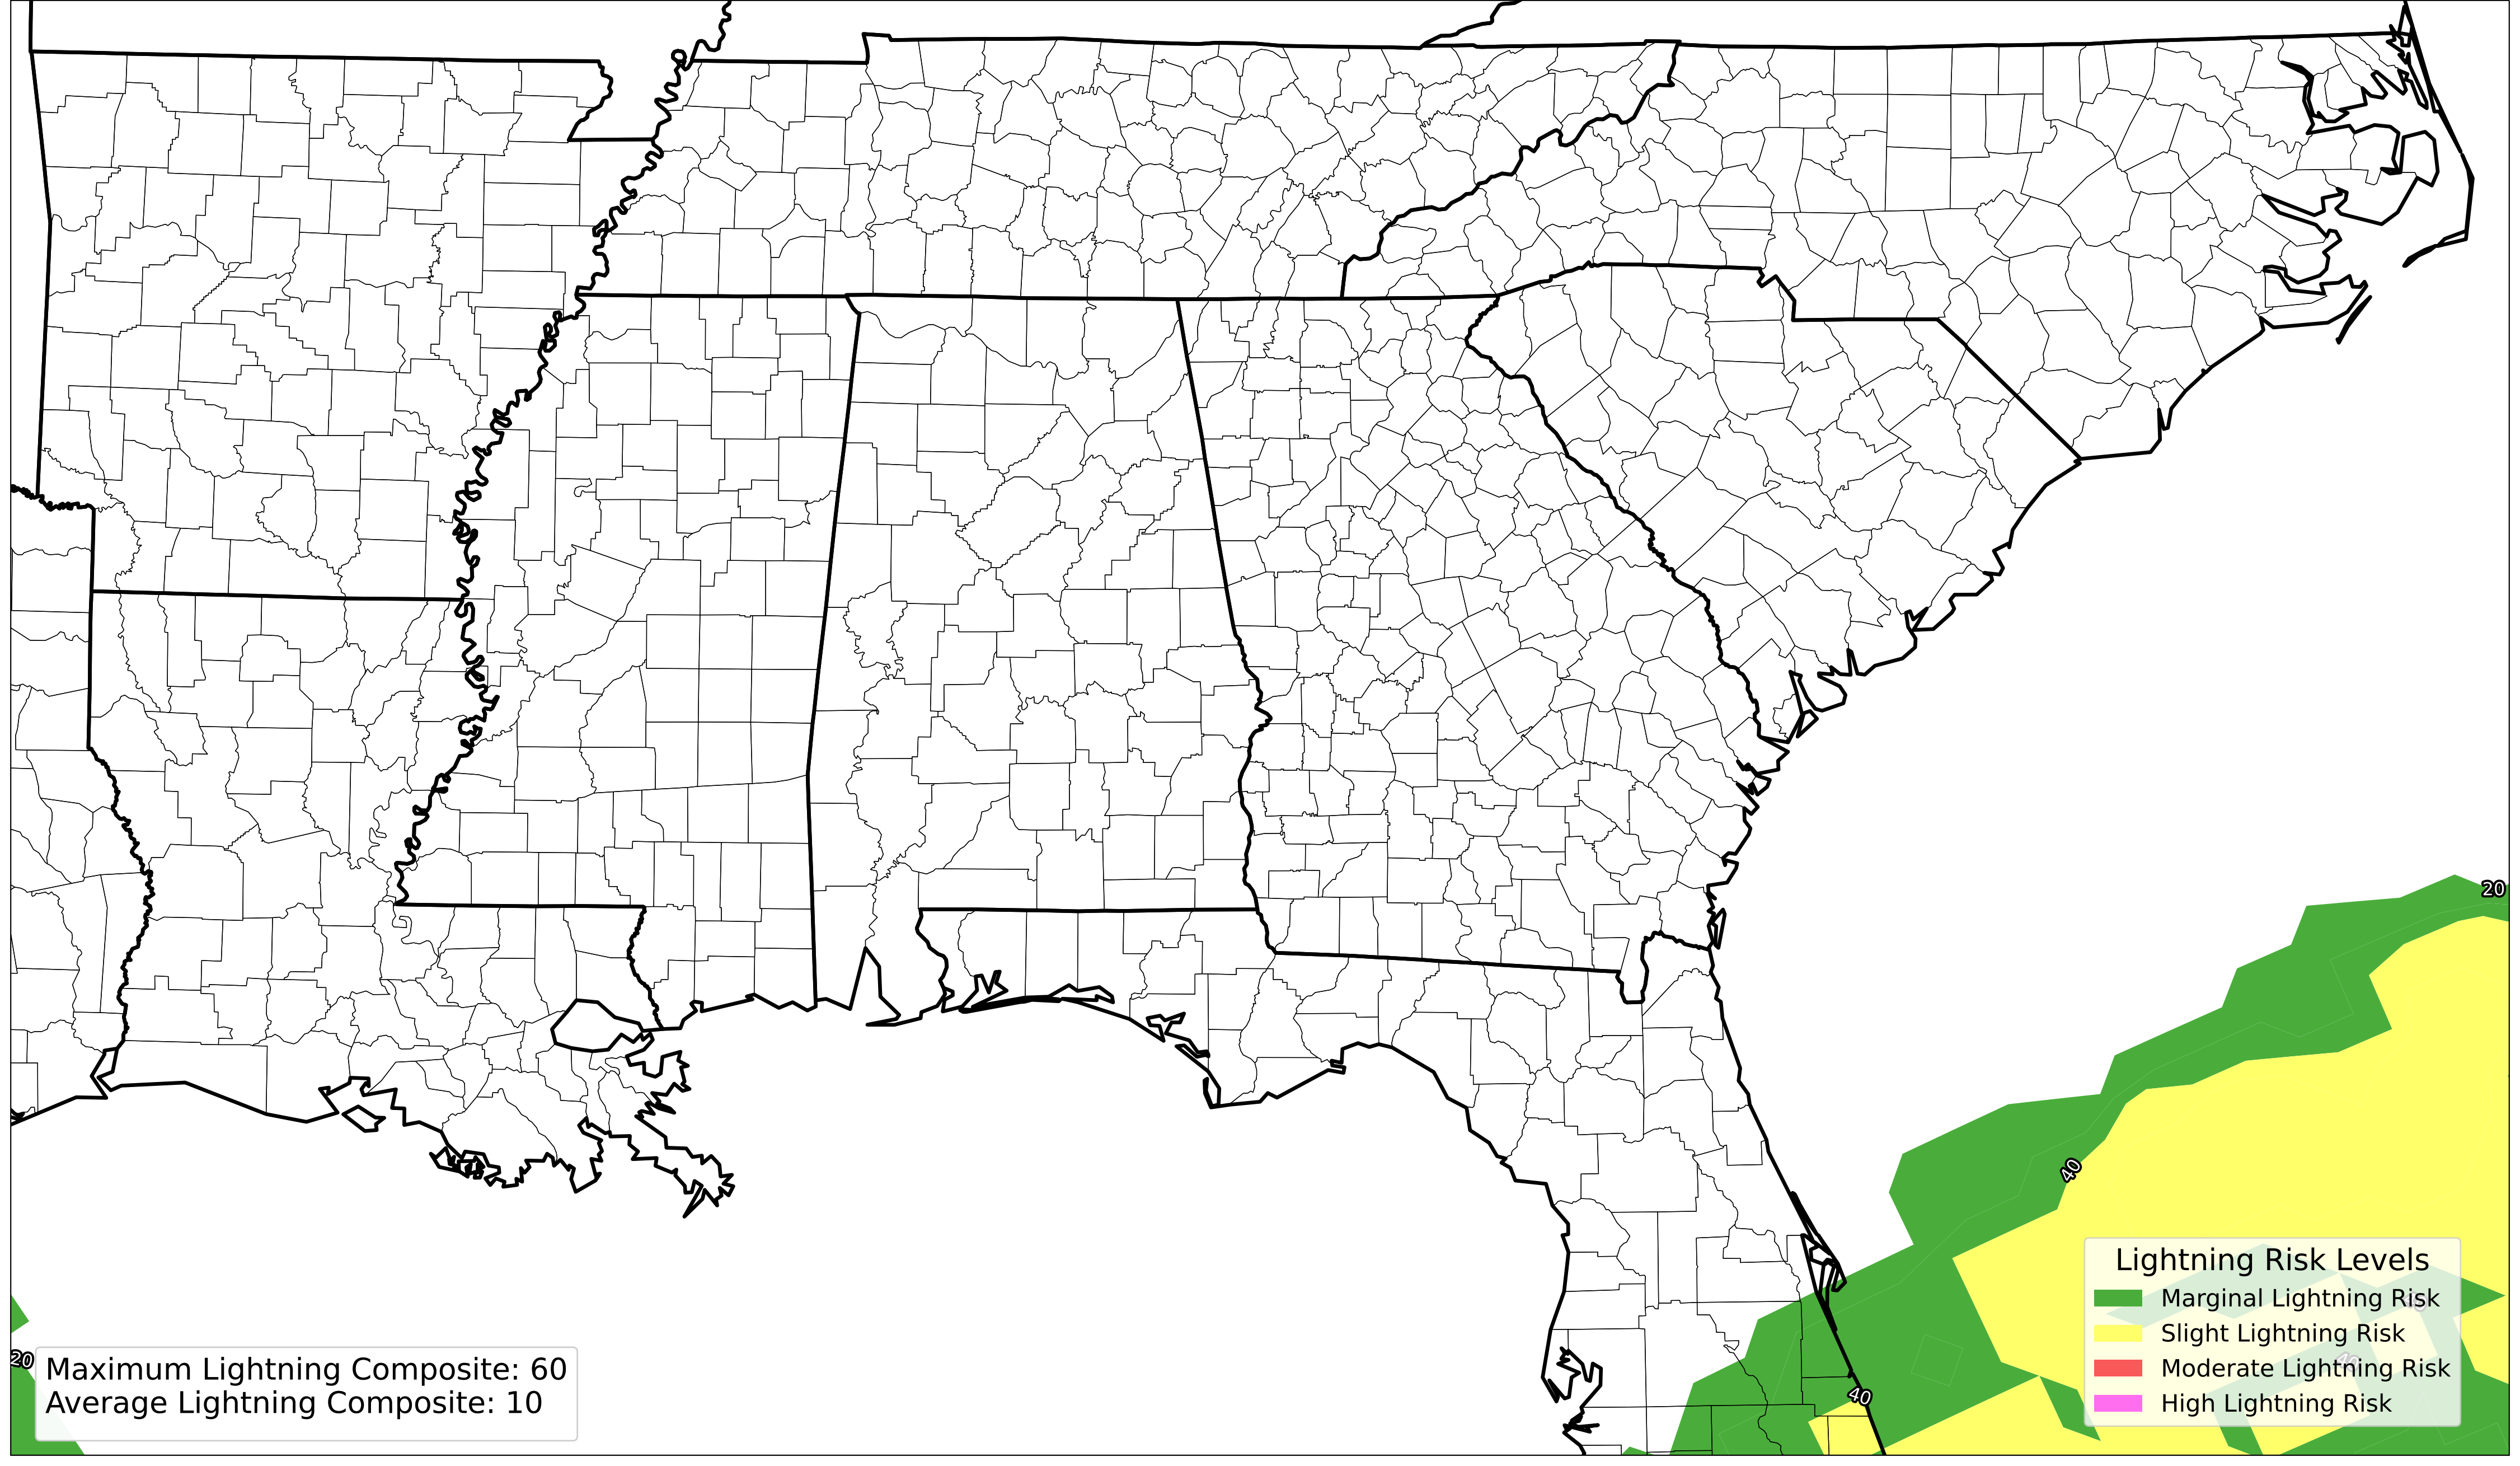 20
40
20
40
Maximum Lightning Composite: 60
Average Lightning Composite: 10
Lightning Risk Levels
Marginal Lightning Risk
Slight Lightning Risk
Moderate Lightning Risk
High Lightning Risk